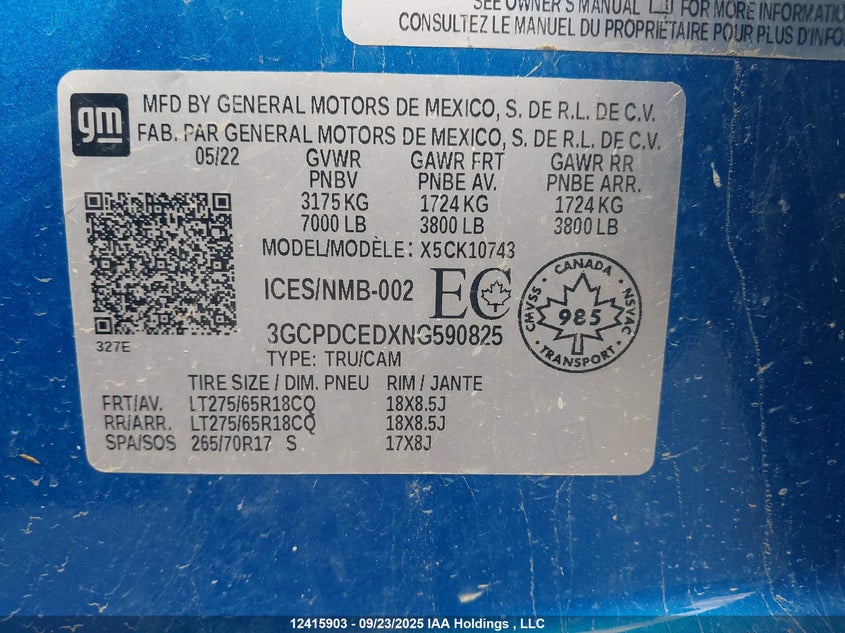 SEE OWNER'S MANUAL FOR MORE INFORMATIO
CONSULTEZ LE MANUEL DU PROPRIÉTAIRE POUR PLUS D'INFO
gm
MFD BY GENERAL MOTORS DE MEXICO, S. DE R.L. DE C.V.
FAB. PAR GENERAL MOTORS DE MEXICO, S. DE R.L. DE C.V.
05/22 GVWR GAWR FRT GAWR RR
PNBV PNBE AV. PNBE ARR.
3175 KG 1724 KG 1724 KG
7000 LB 3800 LB 3800 LB
MODEL/MODÈLE: X5CK10743
ICES/NMB-002 EC
CANADA
CMVSS 985 NSVAC
TRANSPORT
327E
3GCPDCEDXNG590825
TYPE: TRU/CAM
TIRE SIZE / DIM. PNEU RIM / JANTE
FRT/AV. LT275/65R18CQ 18X8.5J
RR/ARR. LT275/65R18CQ 18X8.5J
SPA/SOS 265/70R17 S 17X8J
12415903 - 09/23/2025 IAA Holdings , LLC